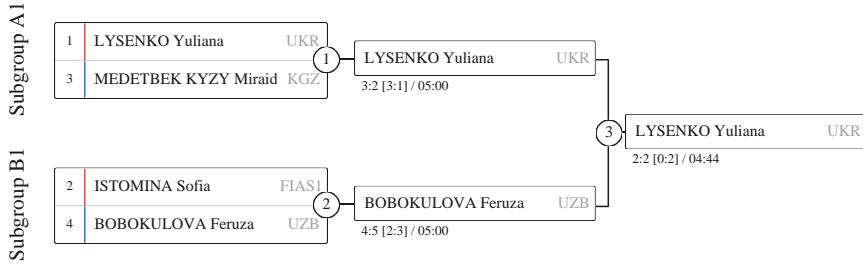 Subgroup A1
1 LYSENKO Yuliana UKR
3 MEDETBEK KYZY Miraid KGZ
1
LYSENKO Yuliana UKR
3:2 [3:1] / 05:00
Subgroup B1
2 ISTOMINA Sofia FIAS1
4 BOBOKULOVA Feruza UZB
2
BOBOKULOVA Feruza UZB
4:5 [2:3] / 05:00
3
LYSENKO Yuliana UKR
2:2 [0:2] / 04:44